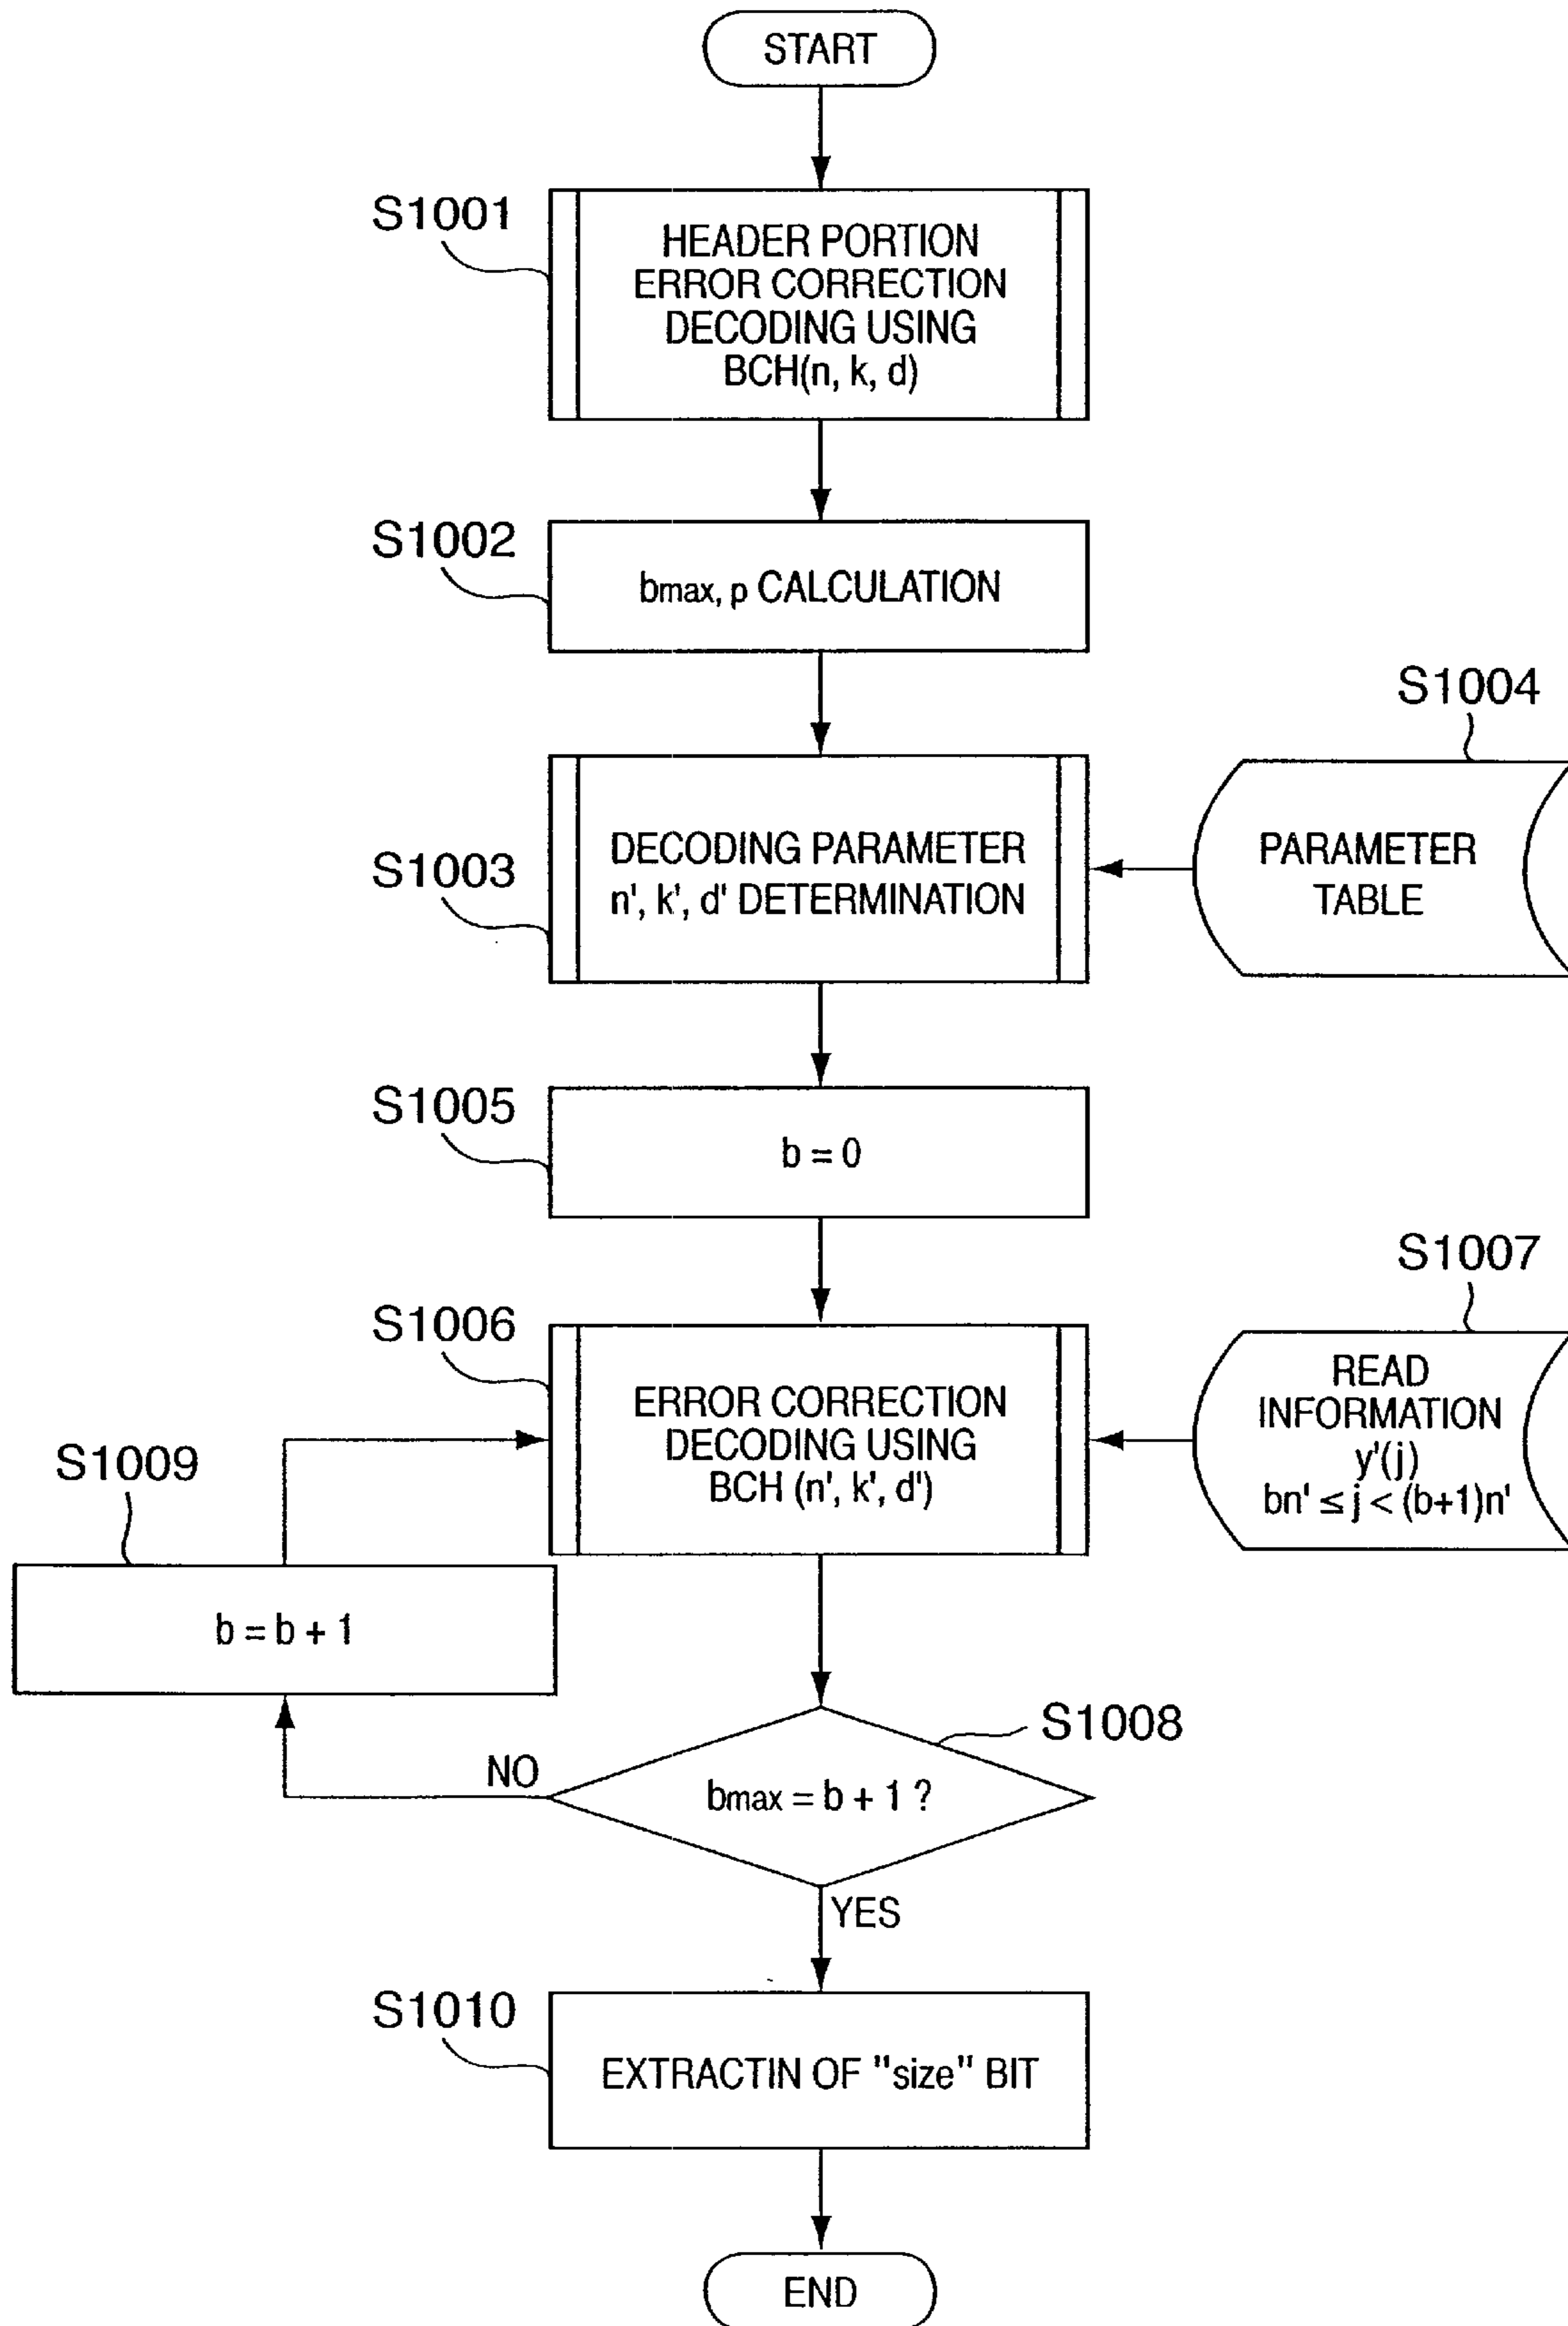 START
S1001
HEADER PORTION
ERROR CORRECTION
DECODING USING
BCH(n, k, d)
S1002
bmax, p CALCULATION
S1004
S1003
DECODING PARAMETER
n', k', d' DETERMINATION
PARAMETER
TABLE
S1005
b = 0
S1007
S1006
ERROR CORRECTION
DECODING USING
BCH (n', k', d')
READ
INFORMATION
y'(j)
bn' ≤ j < (b+1)n'
S1009
b = b + 1
S1008
NO
bmax = b + 1 ?
YES
S1010
EXTRACTIN OF "size" BIT
END